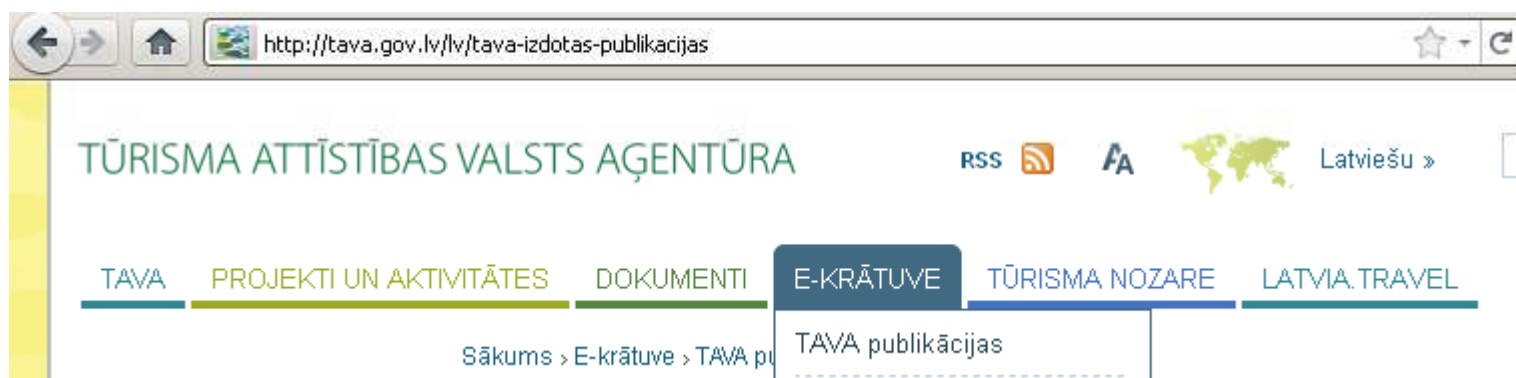 http://tava.gov.lv/lv/tava-izdotas-publikacijas
TŪRISMA ATTĪSTĪBAS VALSTS AĢENTŪRA RSS AA Latviešu »
TAVA PROJEKTI UN AKTIVITĀTES DOKUMENTI E-KRĀTUVE TŪRISMA NOZARE LATVIA.TRAVEL
TAVA publikācijas
Sākums > E-krātuve > TAVA